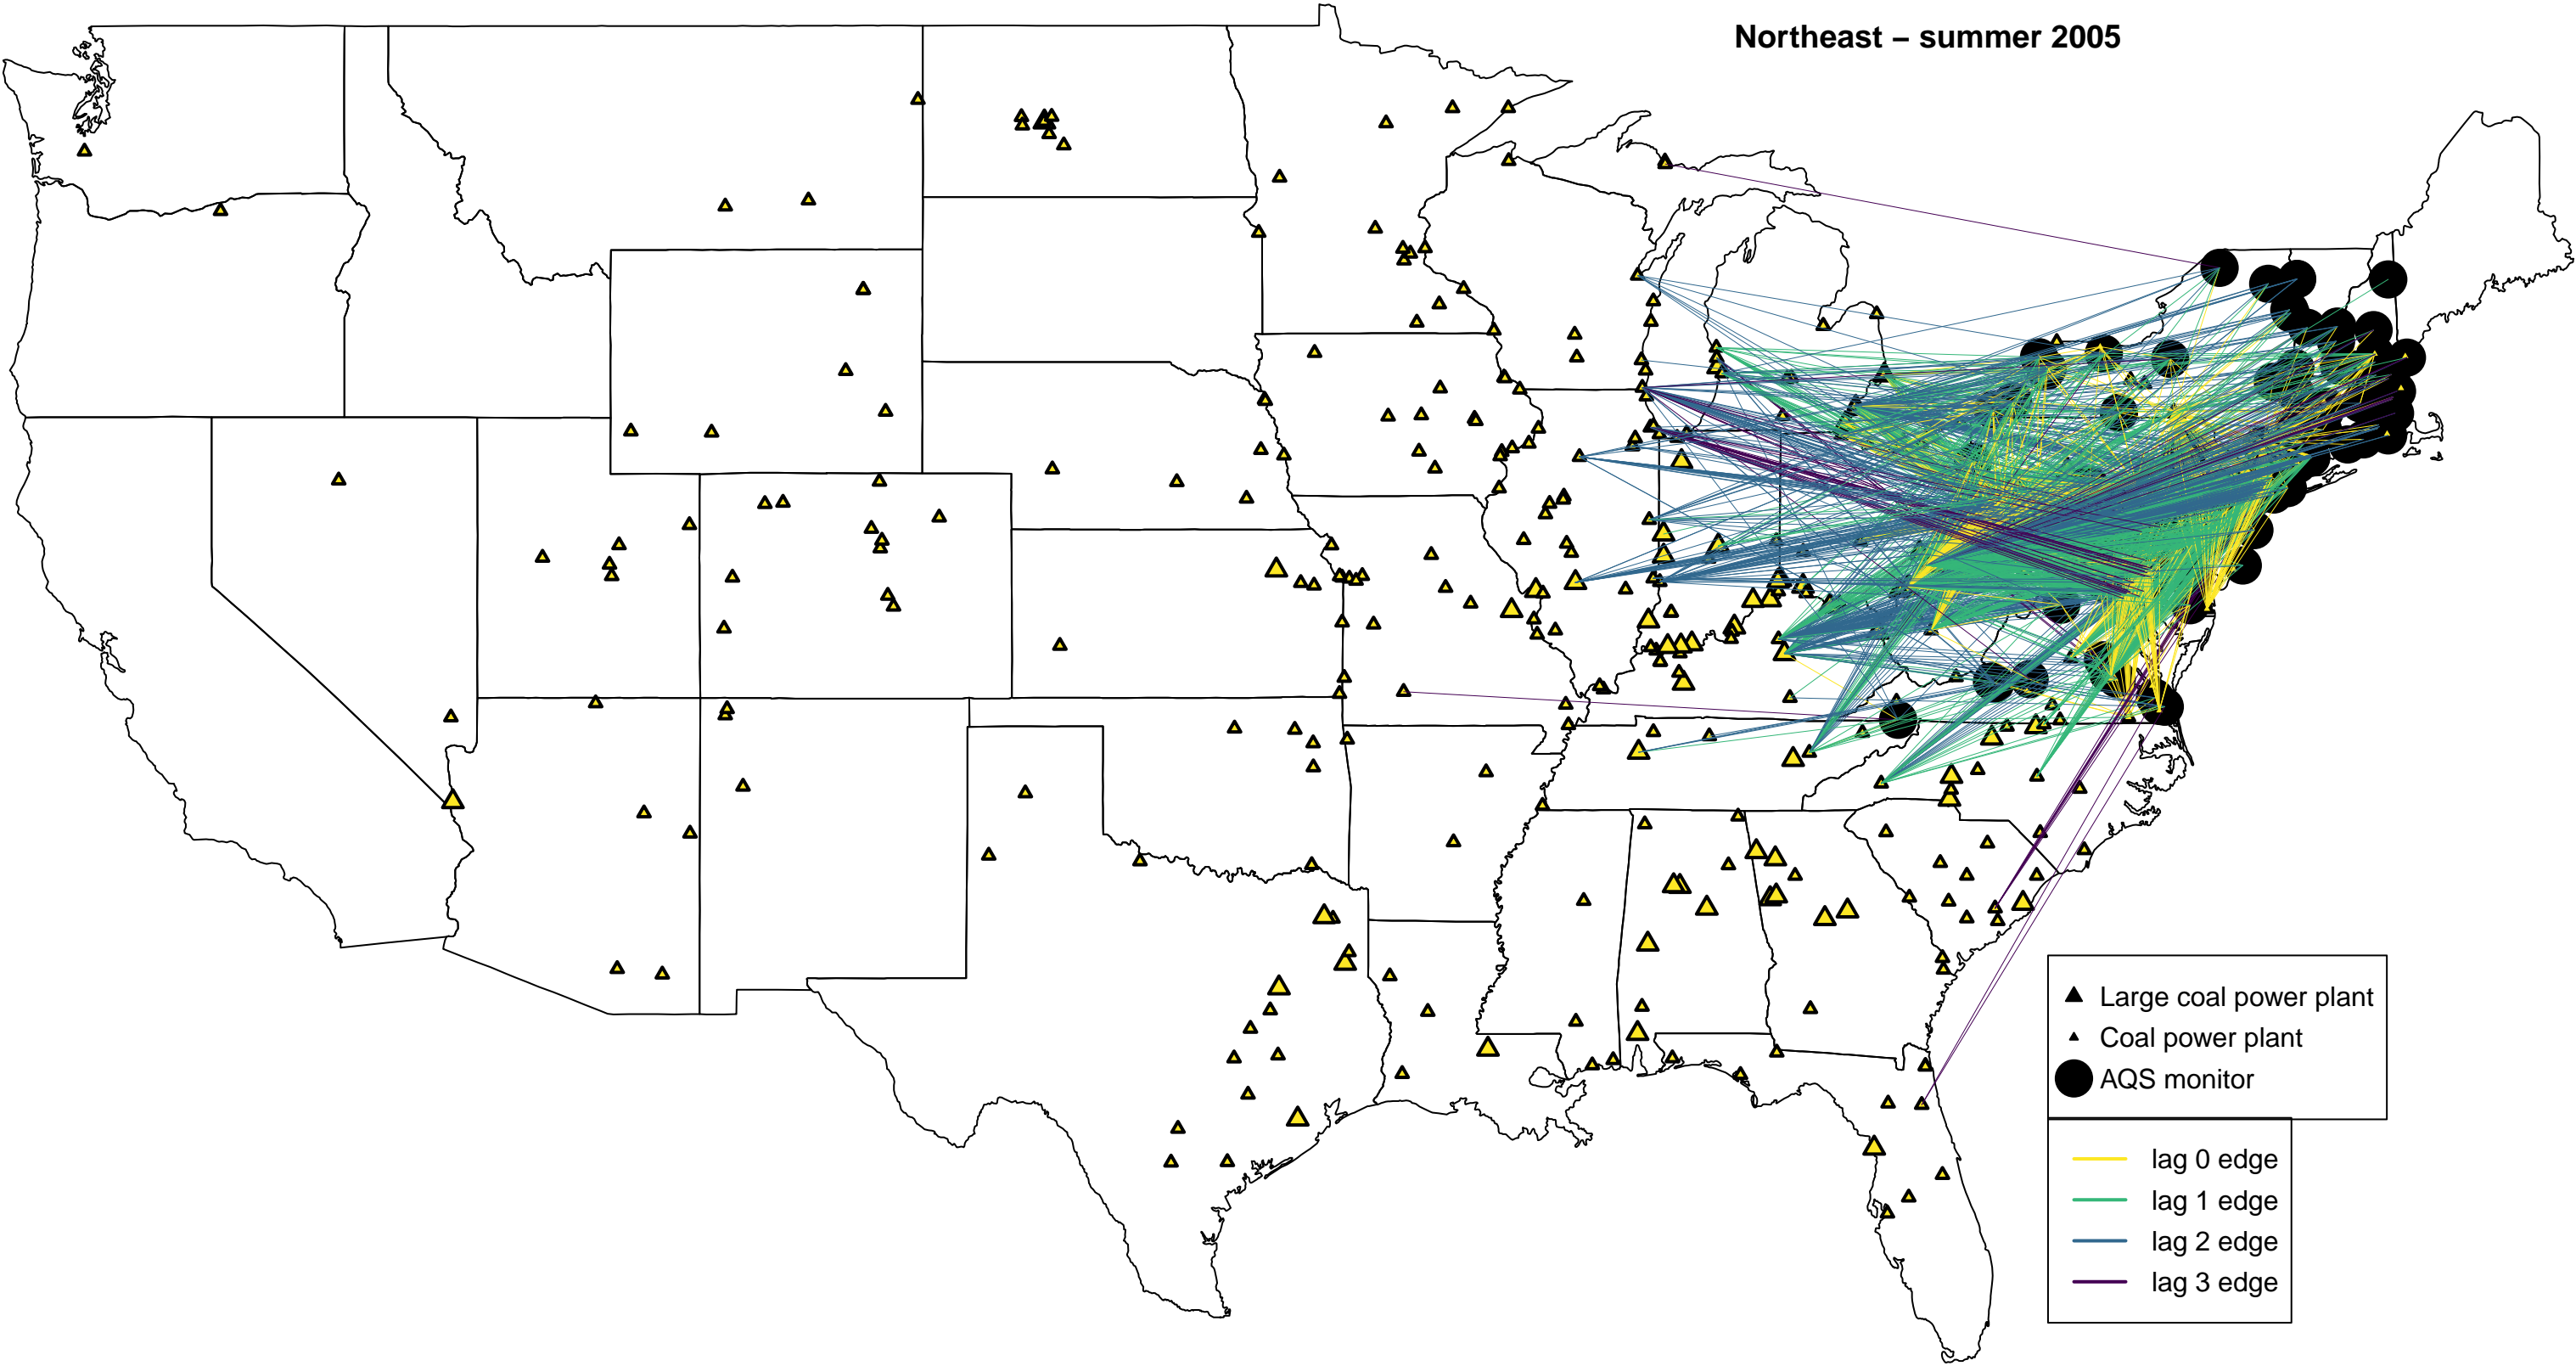 Northeast – summer 2005
Large coal power plant
Coal power plant
AQS monitor
lag 0 edge
lag 1 edge
lag 2 edge
lag 3 edge